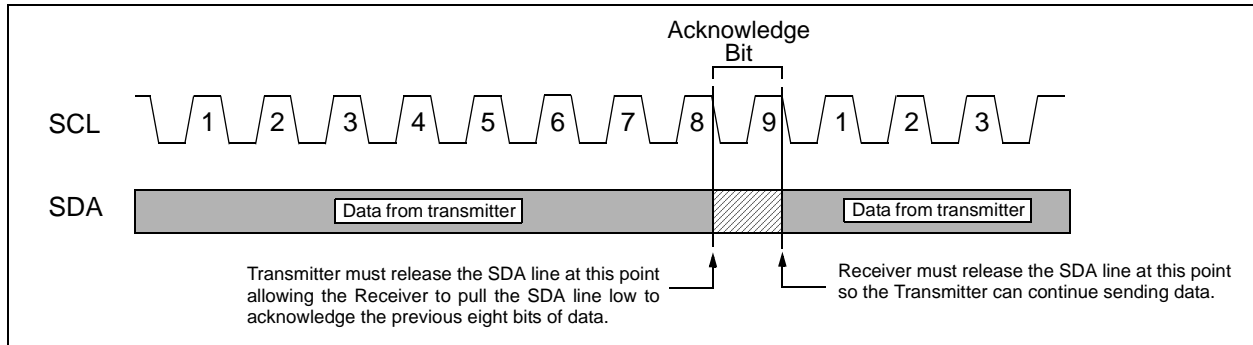 Acknowledge
Bit
SCL
1 2 3 4 5 6 7 8 9 1 2 3
SDA
Data from transmitter
Data from transmitter
Transmitter must release the SDA line at this point
allowing the Receiver to pull the SDA line low to
acknowledge the previous eight bits of data.
Receiver must release the SDA line at this point
so the Transmitter can continue sending data.